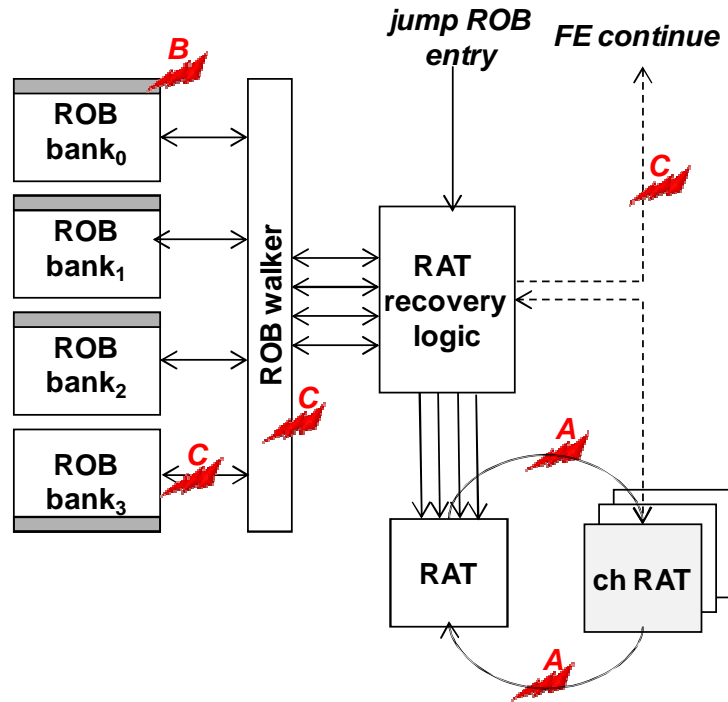 jump ROB
entry
FE continue
B
ROB
bank₀
C
ROB
bank₁
ROB walker
RAT
recovery
logic
ROB
bank₂
C
A
ROB
bank₃
C
RAT
ch RAT
A